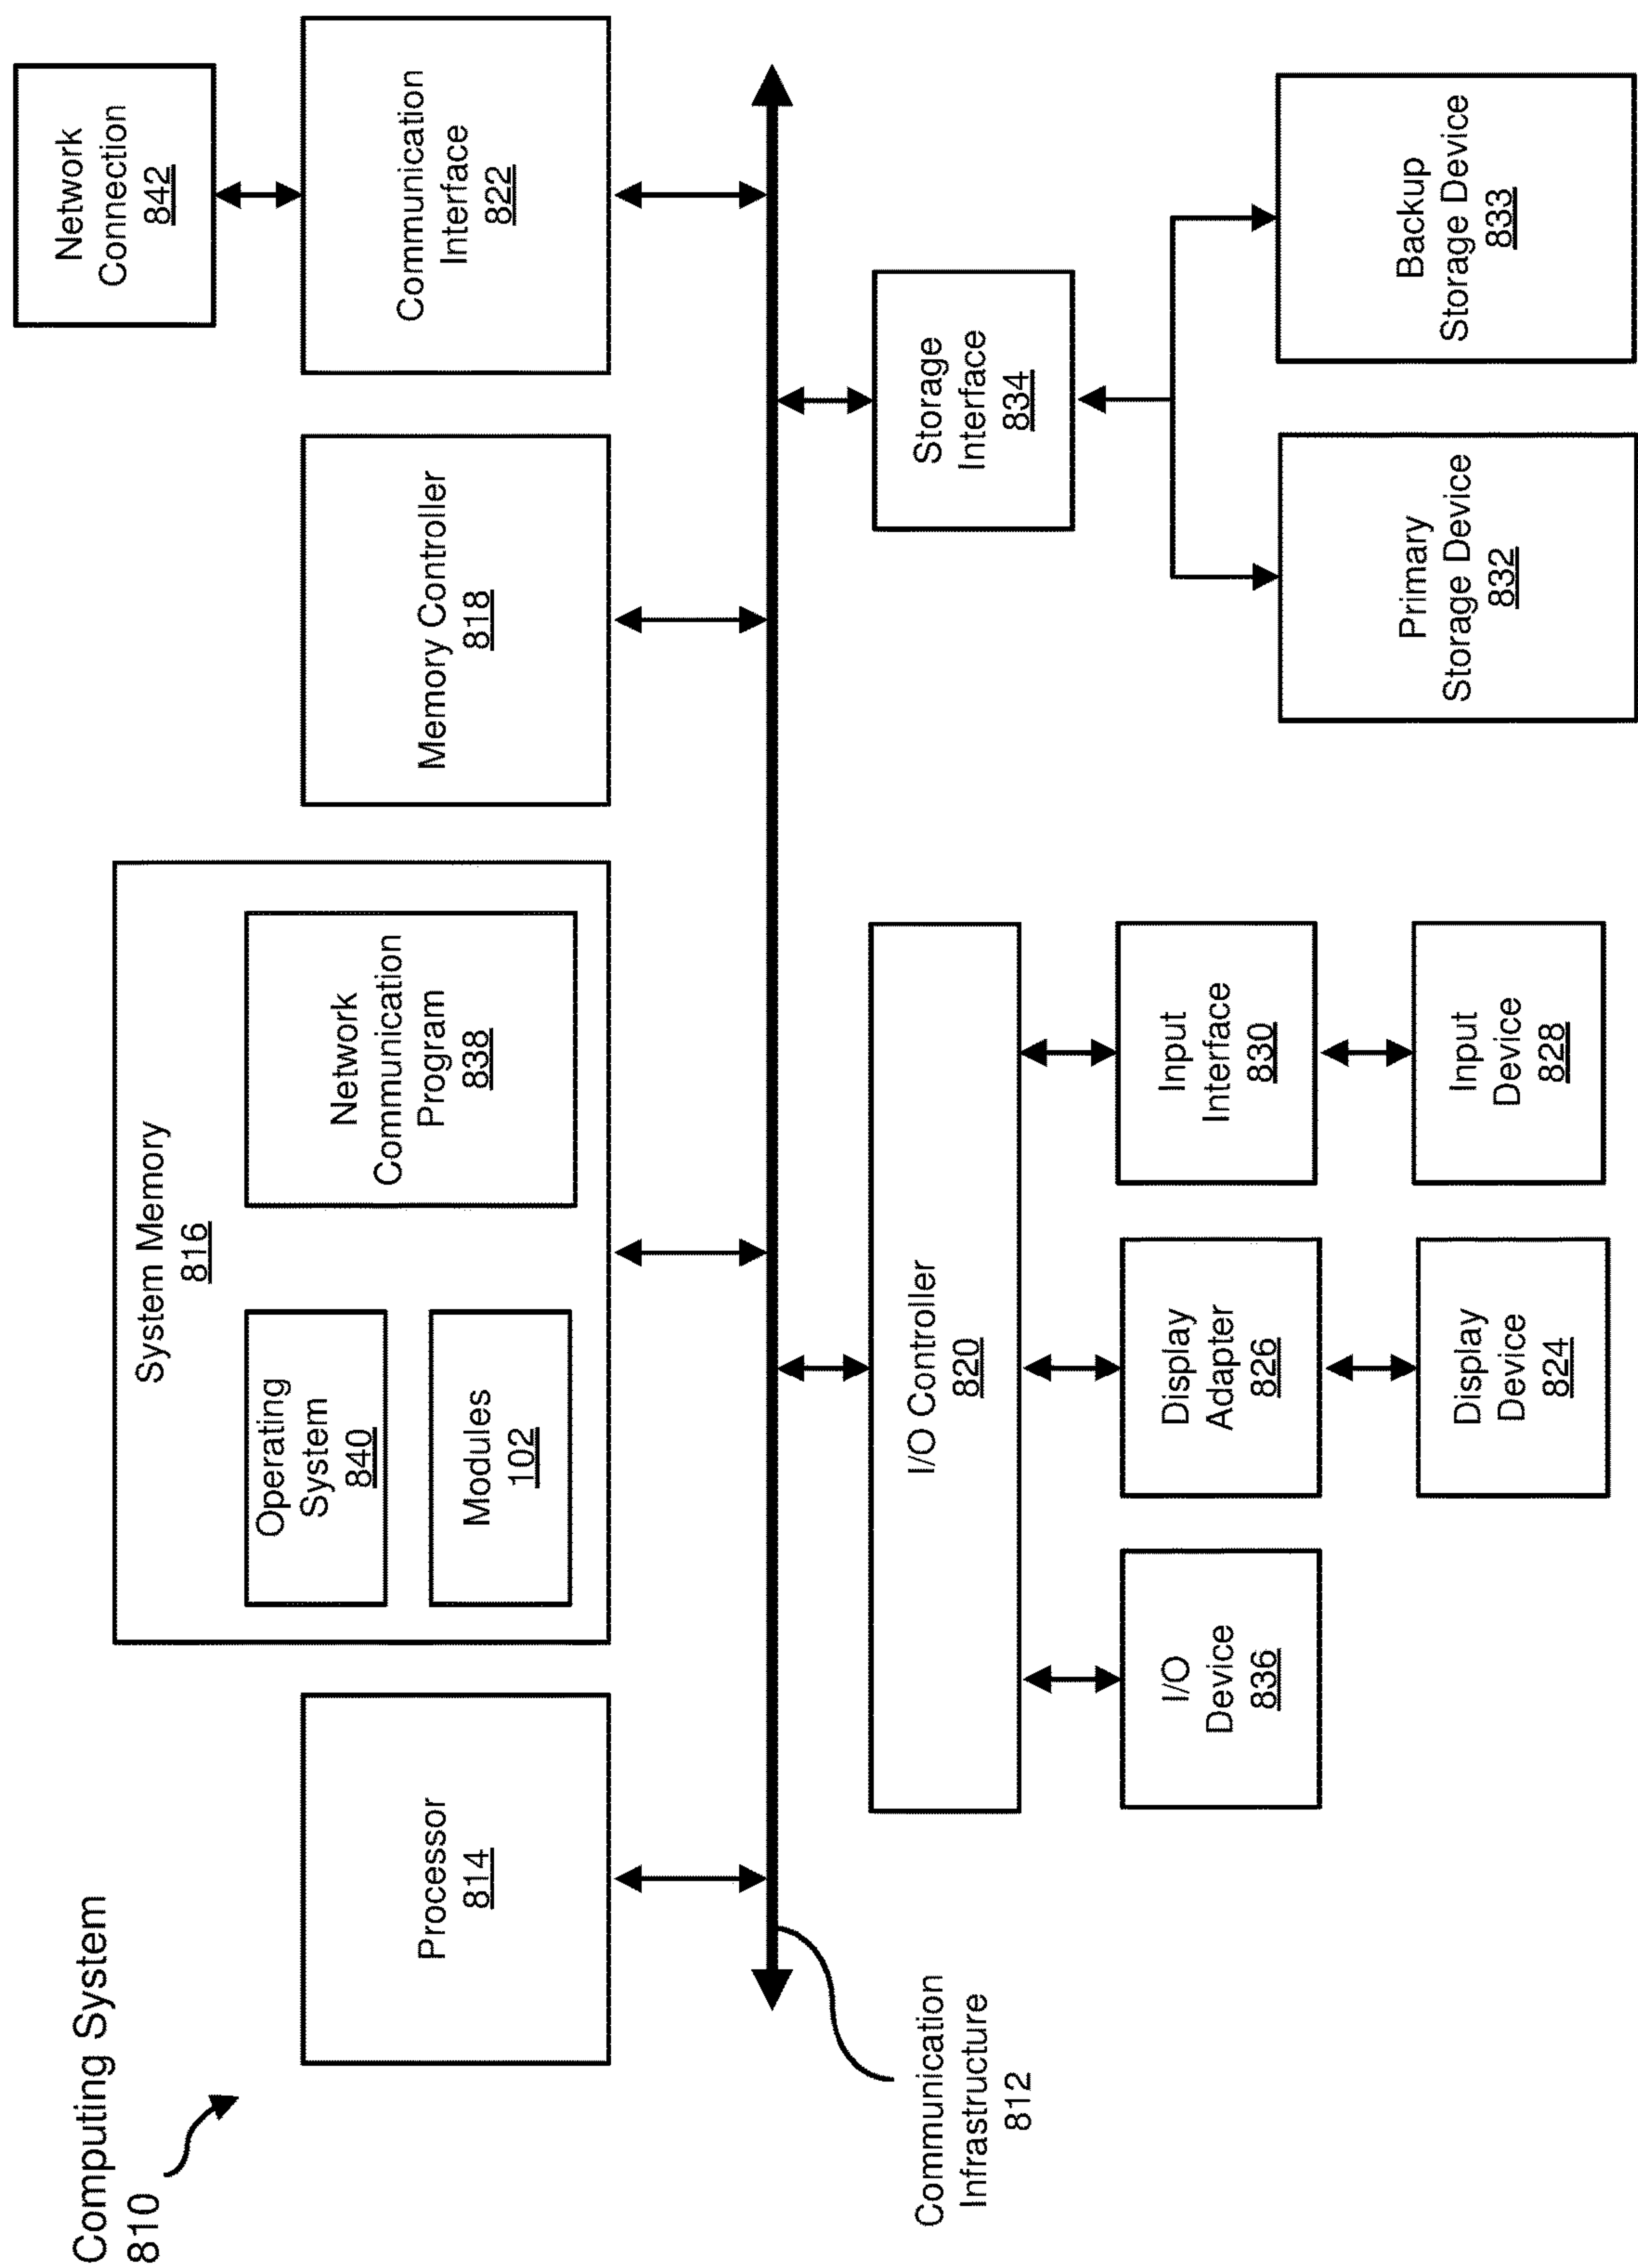 Computing System
810
Processor
814
System Memory
816
Operating
System
840
Modules
102
Network
Communication
Program
838
Memory Controller
818
Communication
Interface
822
Network
Connection
842
Communication
Infrastructure
812
I/O Controller
820
I/O
Device
836
Display
Adapter
826
Input
Interface
830
Display
Device
824
Input
Device
828
Storage
Interface
834
Primary
Storage Device
832
Backup
Storage Device
833